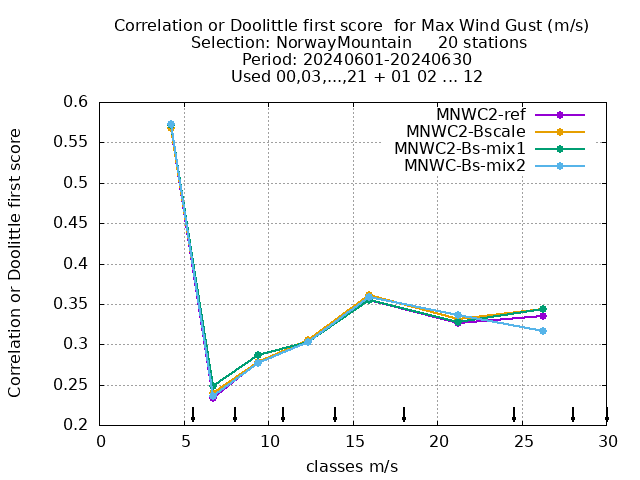 Correlation or Doolittle first score  for Max Wind Gust (m/s)
Selection: NorwayMountain     20 stations
Period: 20240601-20240630
Used 00,03,...,21 + 01 02 ... 12
MNWC2-ref
MNWC2-Bscale
MNWC2-Bs-mix1
MNWC-Bs-mix2
Correlation or Doolittle first score
0.6
0.55
0.5
0.45
0.4
0.35
0.3
0.25
0.2
0 5 10 15 20 25 30
classes m/s